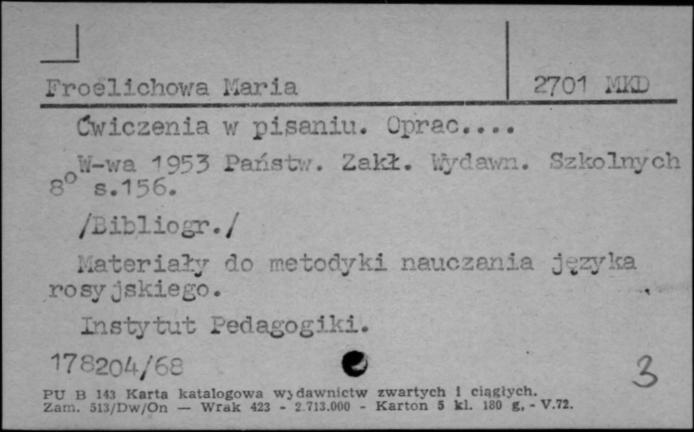 Froelichowa Maria 2701 MKD
Ćwiczenia w pisaniu. Oprac....
W-wa 1953 Państw. Zakł. Wydawn. Szkolnych
8° s.156.
/Bibliogr./
Materiały do metodyki nauczania języka
rosyjskiego.
Instytut Pedagogiki.
178204/68 3
PU B 143 Karta katalogowa wydawnictw zwartych i ciągłych.
Zam. 513/Dw/On — Wrak 423 - 2.713.000 - Karton 5 kl. 180 g. - V.72.